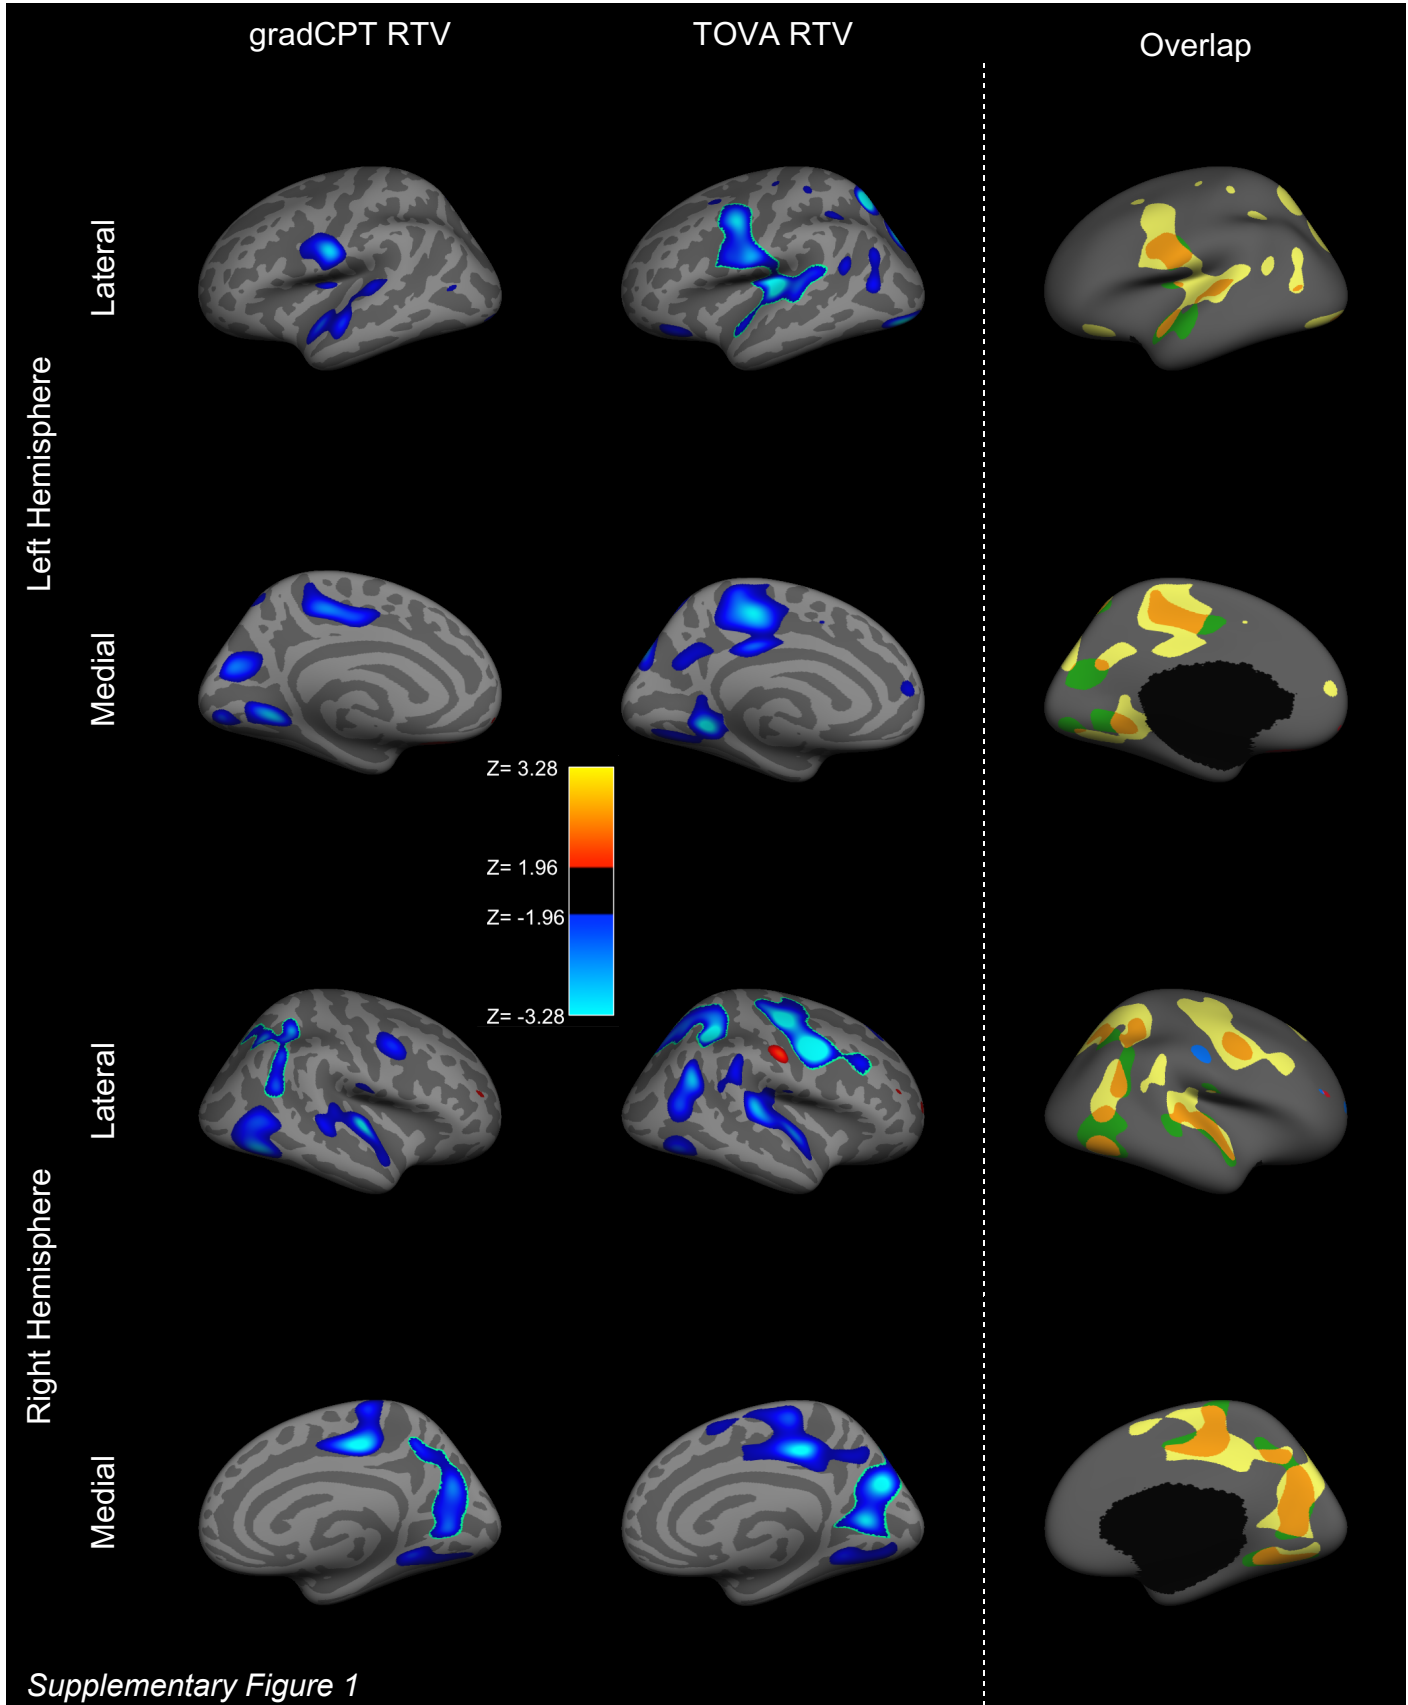 gradCPT RTV
TOVA RTV
Overlap
Left Hemisphere
Lateral
Medial
Z= 3.28
Z= 1.96
Z= -1.96
Z= -3.28
Right Hemisphere
Lateral
Medial
Supplementary Figure 1